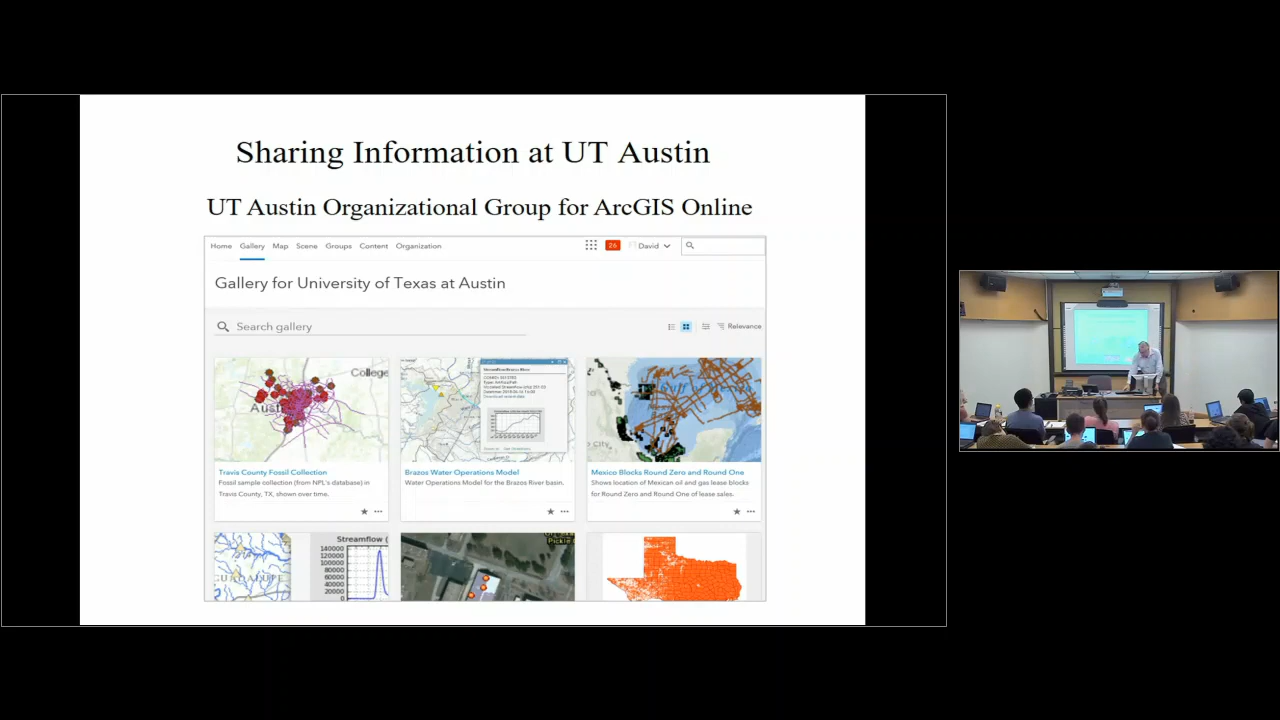 Sharing Information at UT Austin
UT Austin Organizational Group for ArcGIS Online
Home Gallery Map Scene Groups Content Organization 26 David
Gallery for University of Texas at Austin
Search gallery Relevance
College
Austin
Travis County Fossil Collection
Fossil sample collection (from NPL's database) in
Travis County, TX, shown over time.
Brazos Water Operations Model
Water Operations Model for the Brazos River basin.
Mexico Blocks Round Zero and Round One
Shows location of Mexican oil and gas lease blocks
for Round Zero and Round One of lease sales.
Streamflow (
140000
120000
100000
80000
60000
40000
20000
0
Pickle